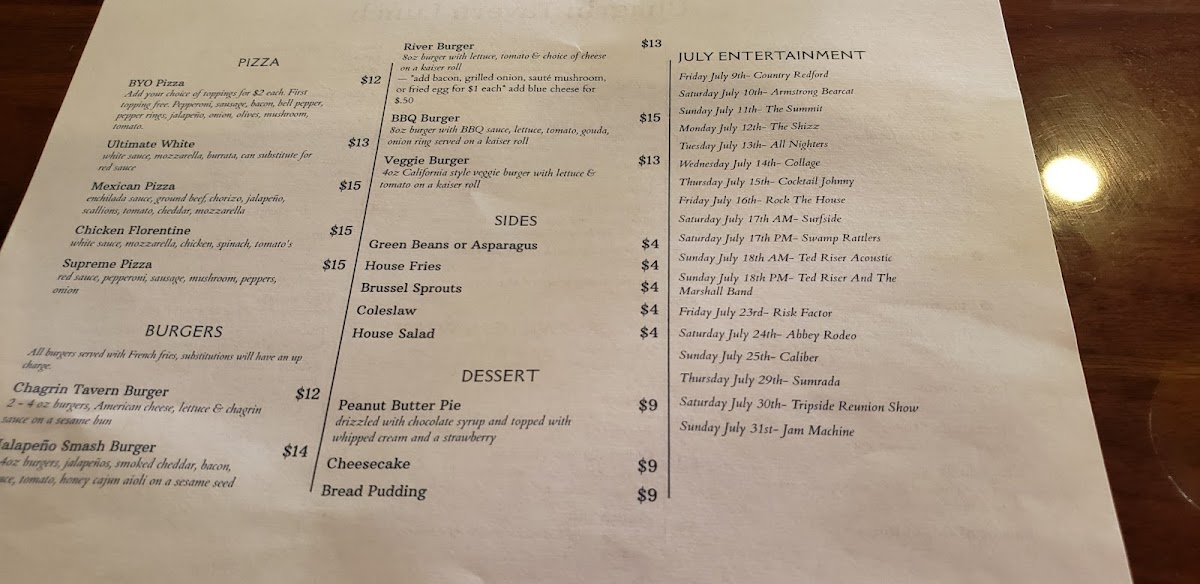 PIZZA
BYO Pizza $12
Add your choice of toppings for $2 each. First
topping free. Pepperoni, sausage, bacon, bell pepper,
pepper rings, jalapeño, onion, olives, mushroom,
tomato.
Ultimate White $13
white sauce, mozzarella, burrata, can substitute for
red sauce
Mexican Pizza $15
enchilada sauce, ground beef, chorizo, jalapeño,
scallions, tomato, cheddar, mozzarella
Chicken Florentine $15
white sauce, mozzarella, chicken, spinach, tomato's
Supreme Pizza $15
red sauce, pepperoni, sausage, mushroom, peppers,
onion
BURGERS
All burgers served with French fries, substitutions will have an up
charge.
Chagrin Tavern Burger $12
2 - 4 oz burgers, American cheese, lettuce & chagrin
sauce on a sesame bun
Jalapeño Smash Burger $14
4oz burgers, jalapeños, smoked cheddar, bacon,
tomato, honey cajun aioli on a sesame seed
River Burger $13
8oz burger with lettuce, tomato & choice of cheese
on a kaiser roll
— *add bacon, grilled onion, sauté mushroom,
or fried egg for $1 each* add blue cheese for
$.50
BBQ Burger $15
8oz burger with BBQ sauce, lettuce, tomato, gouda,
onion ring served on a kaiser roll
Veggie Burger $13
4oz California style veggie burger with lettuce &
tomato on a kaiser roll
SIDES
Green Beans or Asparagus $4
House Fries $4
Brussel Sprouts $4
Coleslaw $4
House Salad $4
DESSERT
Peanut Butter Pie $9
drizzled with chocolate syrup and topped with
whipped cream and a strawberry
Cheesecake $9
Bread Pudding $9
JULY ENTERTAINMENT
Friday July 9th- Country Redford
Saturday July 10th- Armstrong Bearcat
Sunday July 11th- The Summit
Monday July 12th- The Shizz
Tuesday July 13th- All Nighters
Wednesday July 14th- Collage
Thursday July 15th- Cocktail Johnny
Friday July 16th- Rock The House
Saturday July 17th AM- Surfside
Saturday July 17th PM- Swamp Rattlers
Sunday July 18th AM- Ted Riser Acoustic
Sunday July 18th PM- Ted Riser And The
Marshall Band
Friday July 23rd- Risk Factor
Saturday July 24th- Abbey Rodeo
Sunday July 25th- Caliber
Thursday July 29th- Sumrada
Saturday July 30th- Tripside Reunion Show
Sunday July 31st- Jam Machine